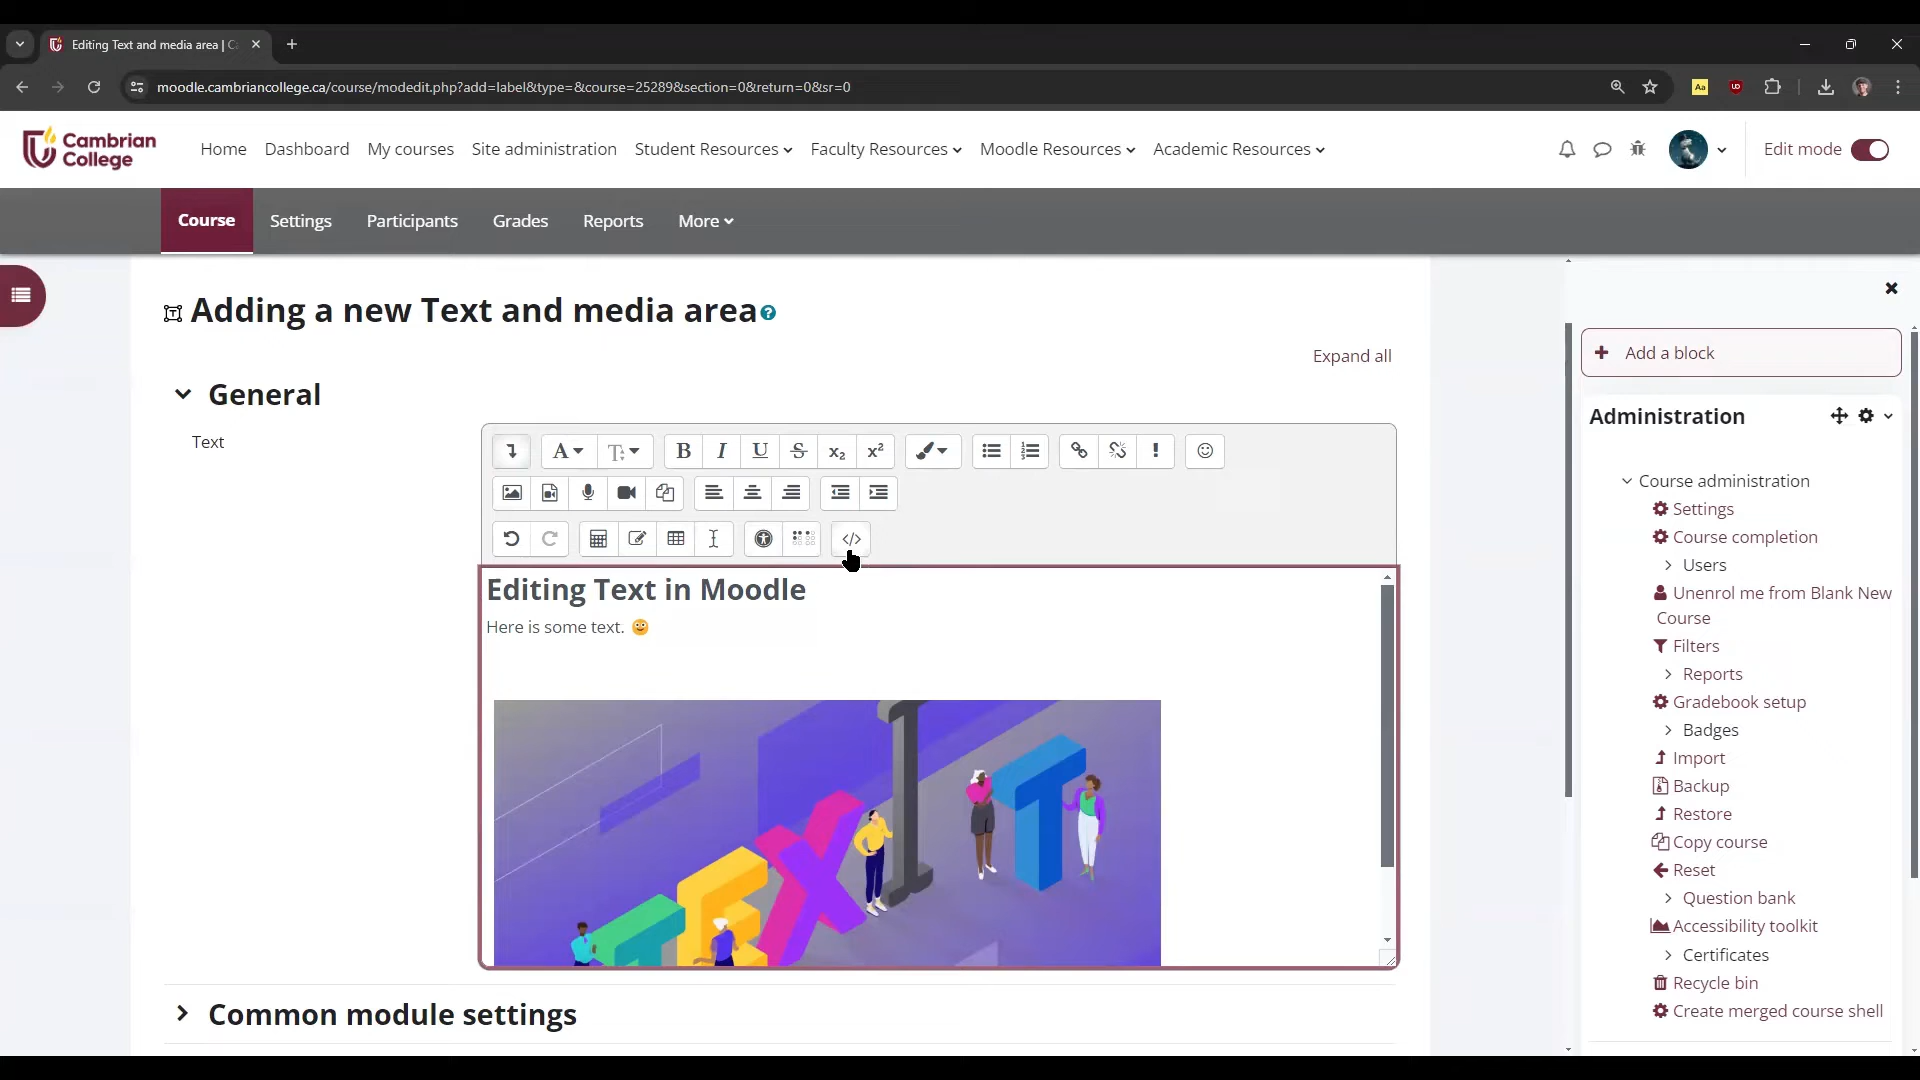 Editing Text and media area | C
moodle.cambriancollege.ca/course/modedit.php?add=label&type=&course=25289&section=0&return=0&sr=0
Cambrian
College
Home Dashboard My courses Site administration Student Resources Faculty Resources Moodle Resources Academic Resources
Edit mode
Course Settings Participants Grades Reports More
Adding a new Text and media area
Expand all
General
Text
Editing Text in Moodle
Here is some text.
TEXT
Common module settings
Add a block
Administration
Course administration
Settings
Course completion
Users
Unenrol me from Blank New
Course
Filters
Reports
Gradebook setup
Badges
Import
Backup
Restore
Copy course
Reset
Question bank
Accessibility toolkit
Certificates
Recycle bin
Create merged course shell